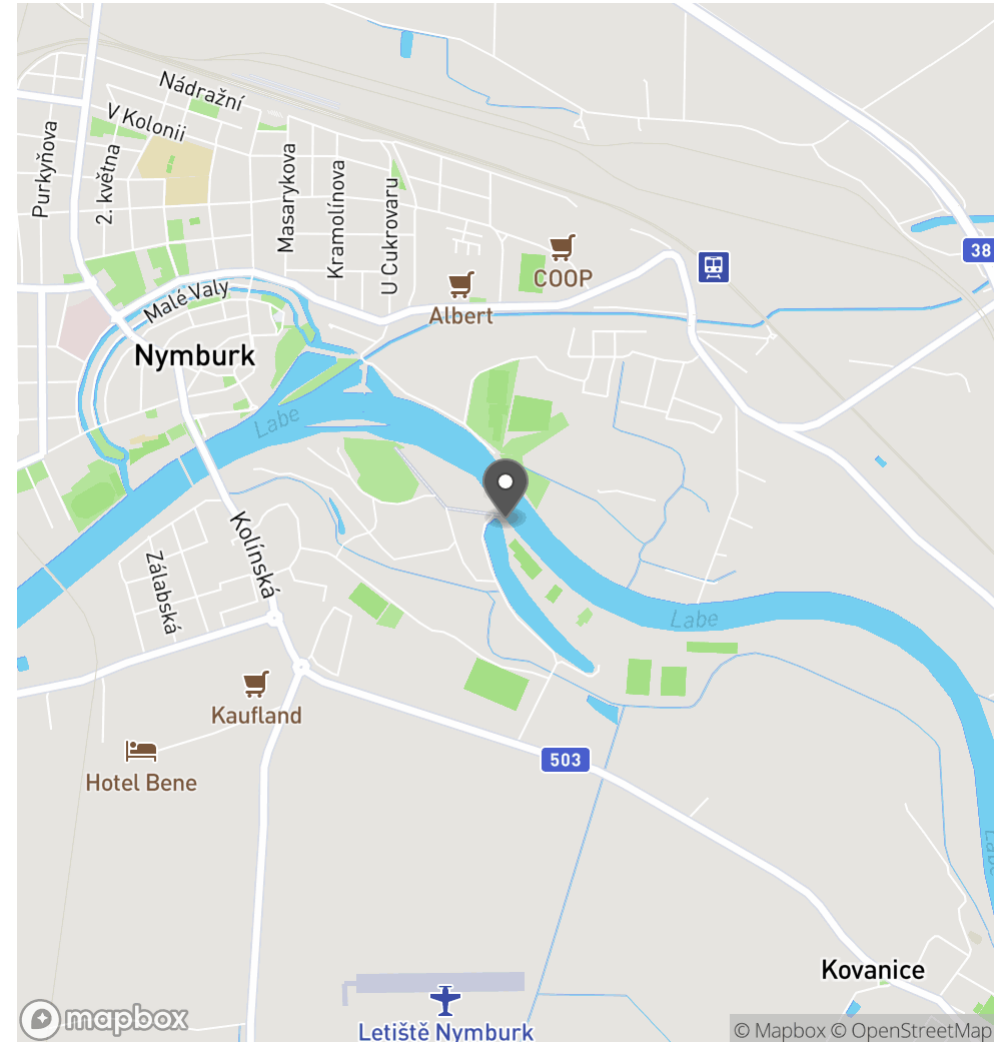 Nádražní
V Kolonii
Purkyňova
2. května
Masarykova
Kramolínova
U Cukrovaru
COOP
38
Albert
Malé Valy
Nymburk
Labe
Kolínská
Zálabská
Labe
Kaufland
Hotel Bene
503
Labe
Kovanice
Letiště Nymburk
mapbox
© Mapbox © OpenStreetMap